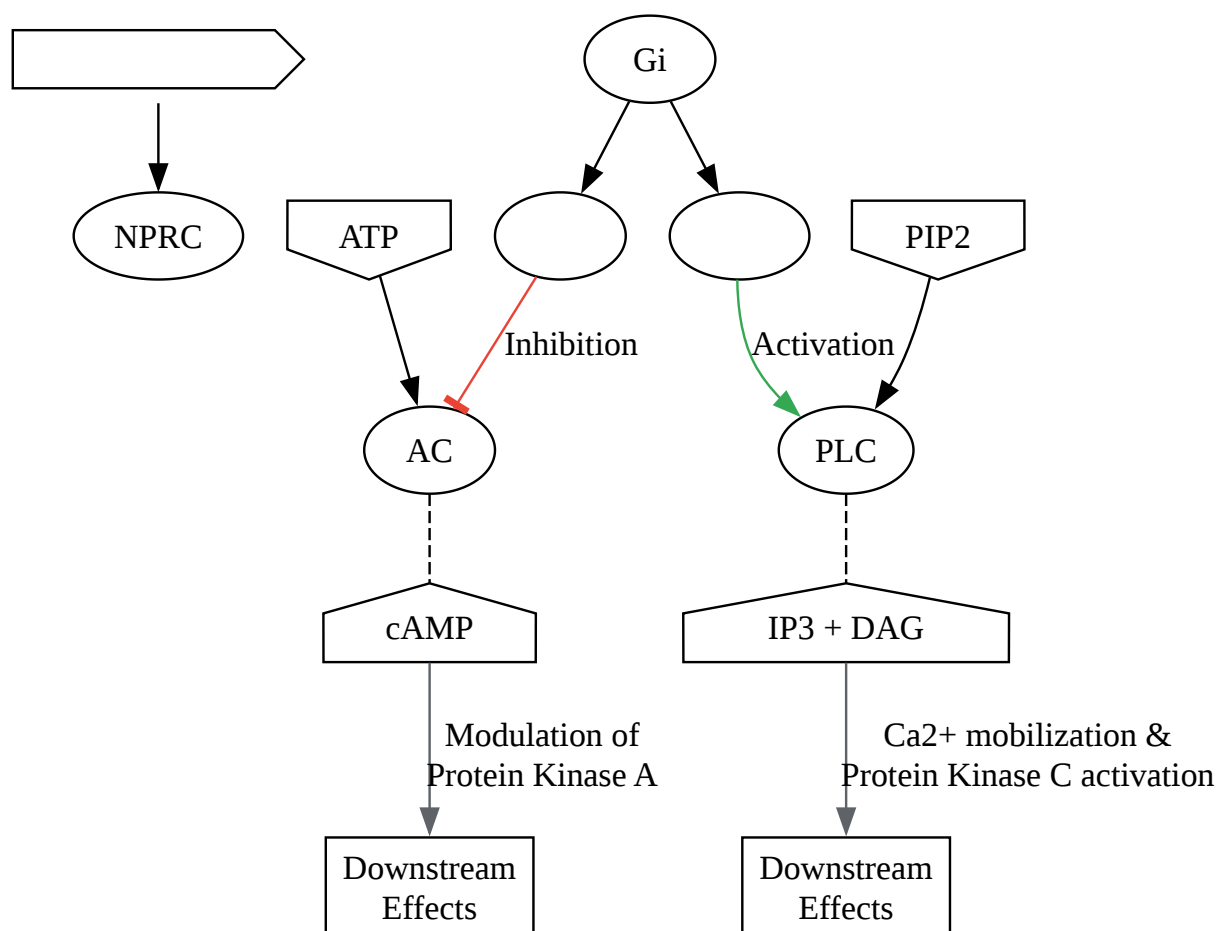 Gi
NPRC
ATP
PIP2
Inhibition
Activation
AC
PLC
cAMP
IP3 + DAG
Modulation of
Protein Kinase A
Ca2+ mobilization &
Protein Kinase C activation
Downstream
Effects
Downstream
Effects